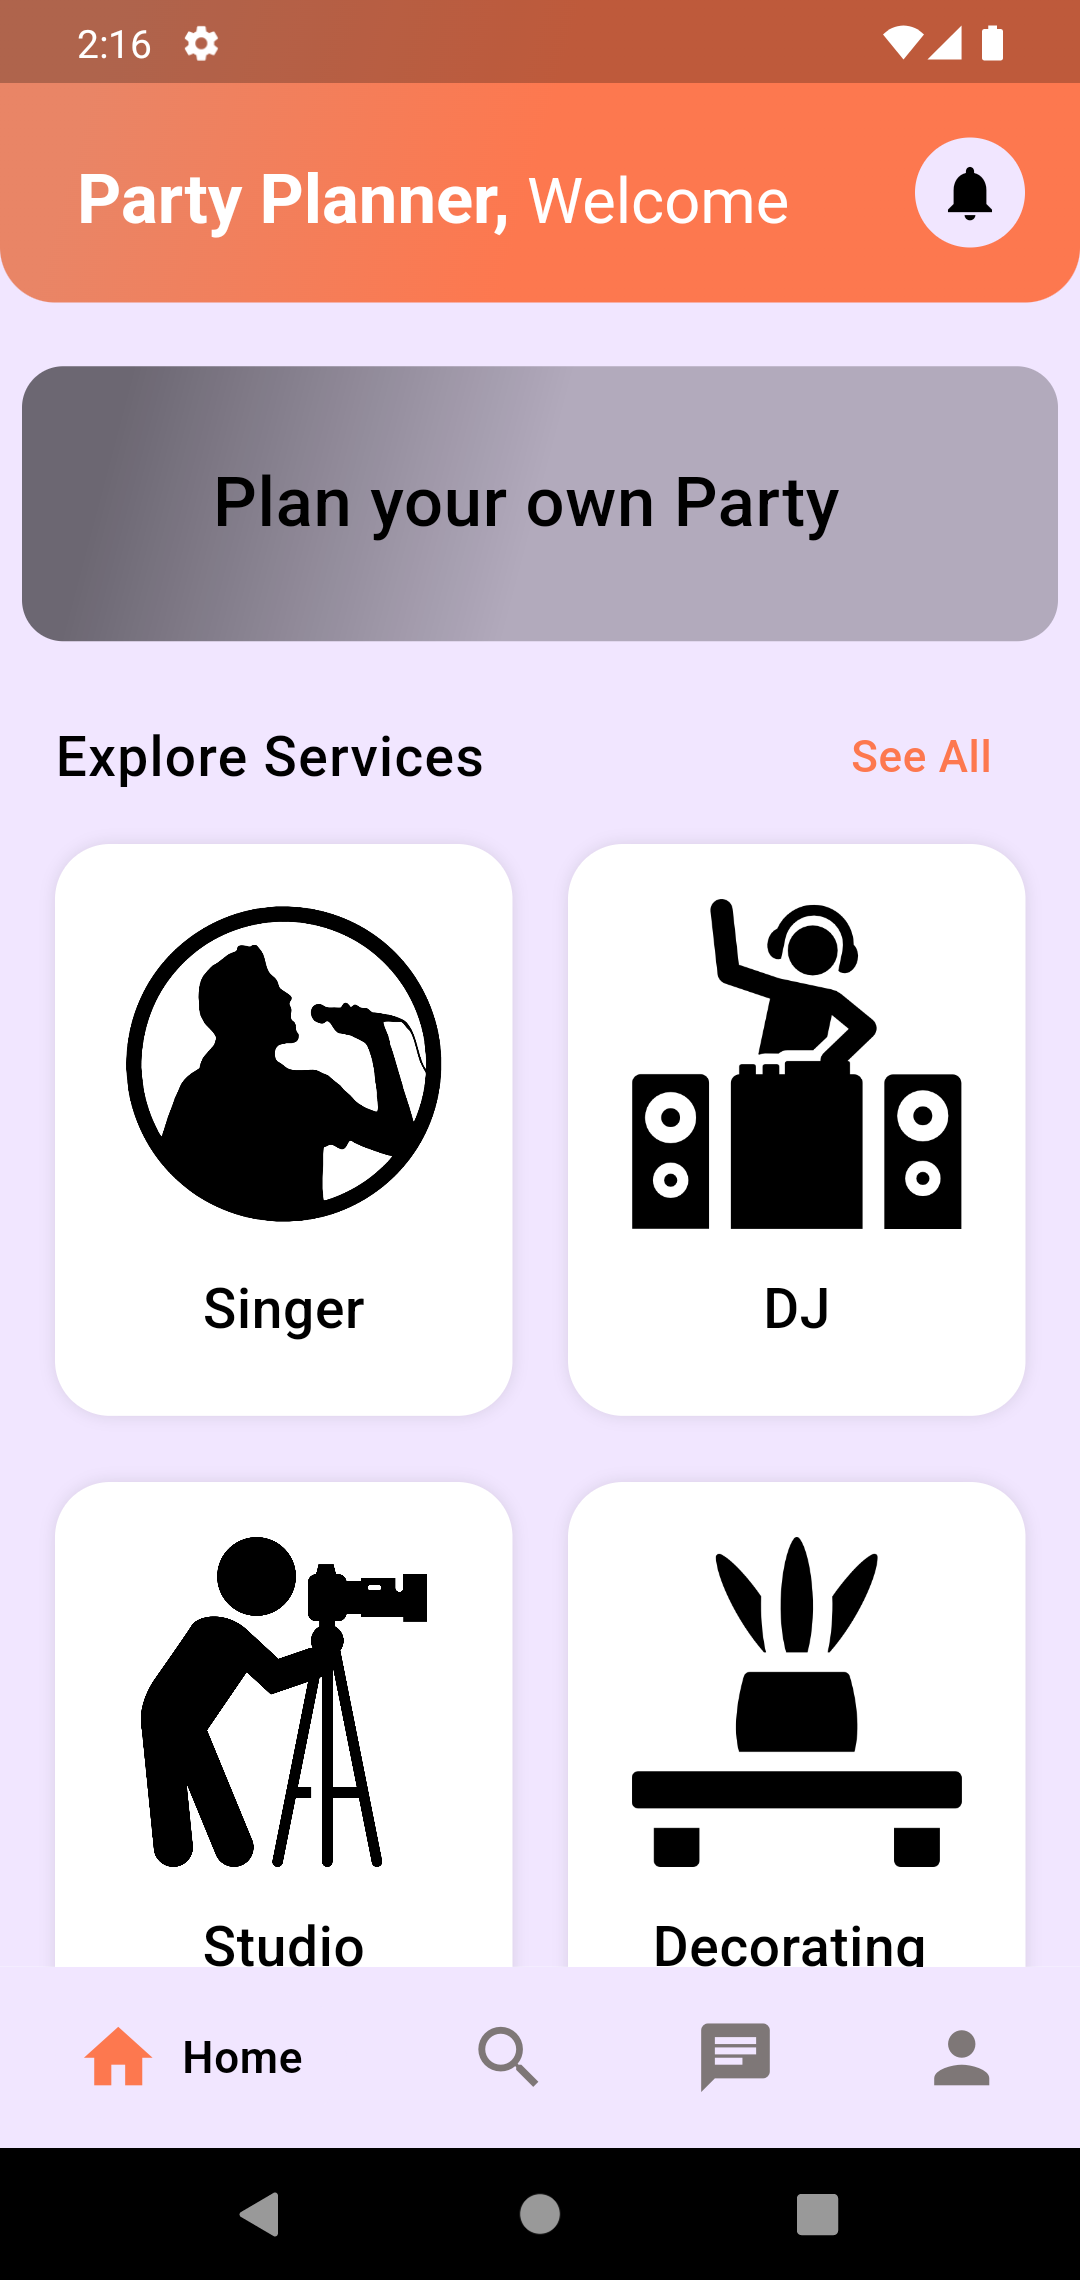 2:16
Party Planner, Welcome
Plan your own Party
Explore Services
See All
Singer
DJ
Studio
Decorating
Home